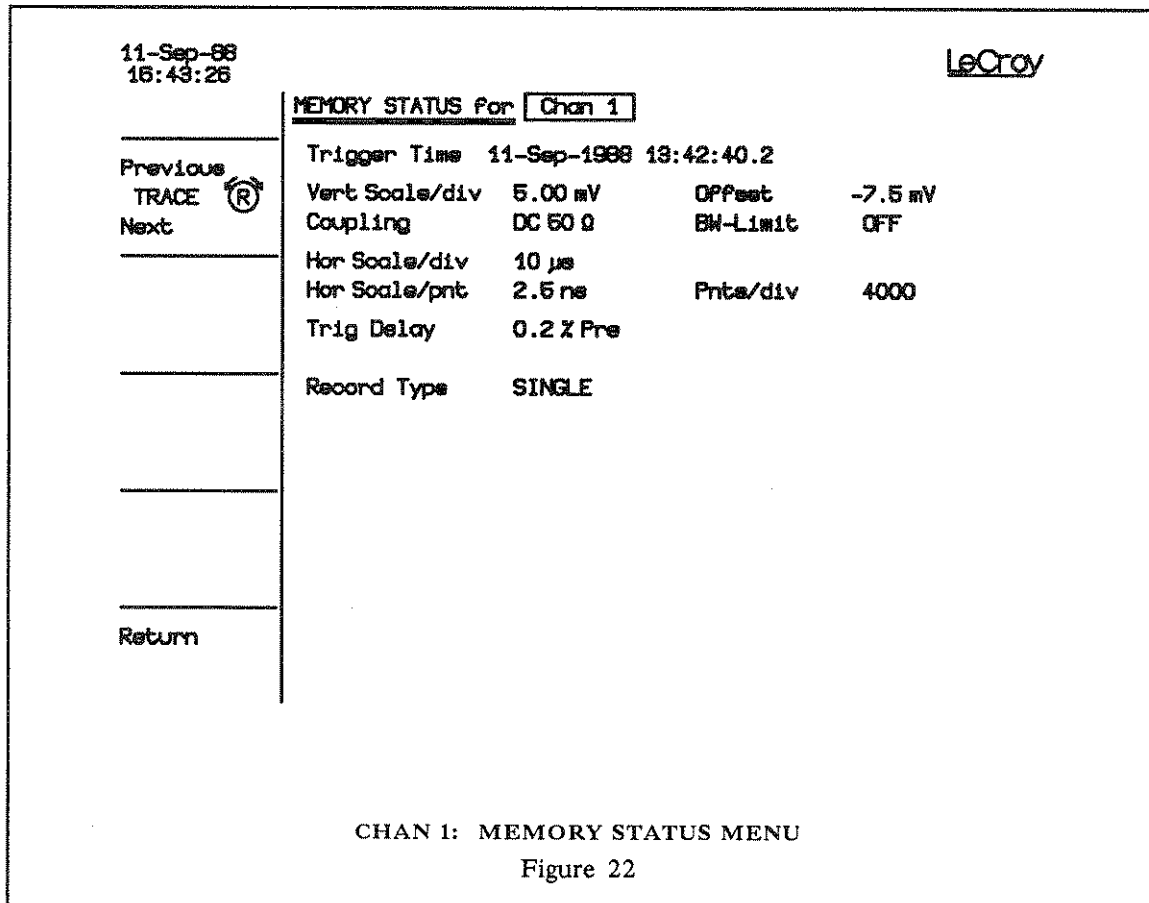 11-Sep-88
16:43:26
LeCroy
MEMORY STATUS for Chan 1
Previous
TRACE R
Next
Return
Trigger Time 11-Sep-1988 13:42:40.2
Vert Scale/div 5.00 mV Offset -7.5 mV
Coupling DC 50 Ω BW-Limit OFF
Hor Scale/div 10 µs
Hor Scale/pnt 2.5 ns Pnts/div 4000
Trig Delay 0.2 % Pre
Record Type SINGLE
CHAN 1: MEMORY STATUS MENU
Figure 22